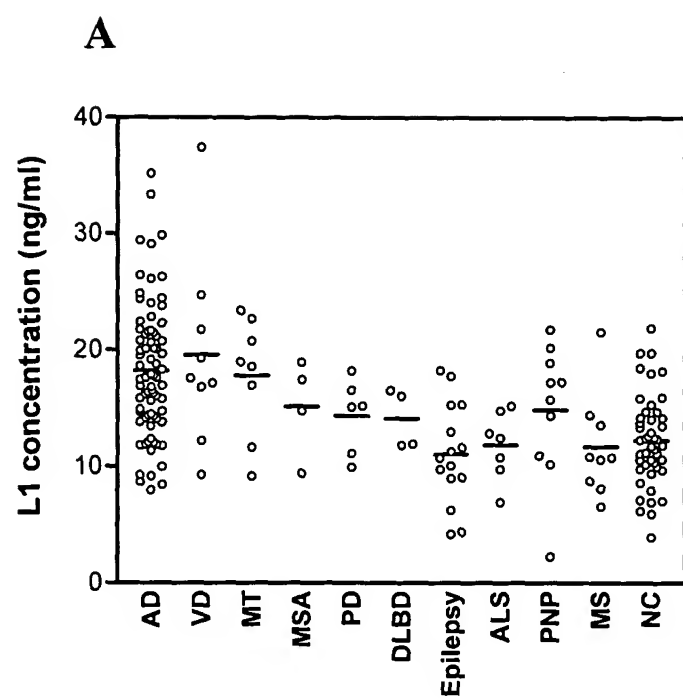 A
L1 concentration (ng/ml)
40
30
20
10
0
AD
VD
MT
MSA
PD
DLBD
Epilepsy
ALS
PNP
MS
NC